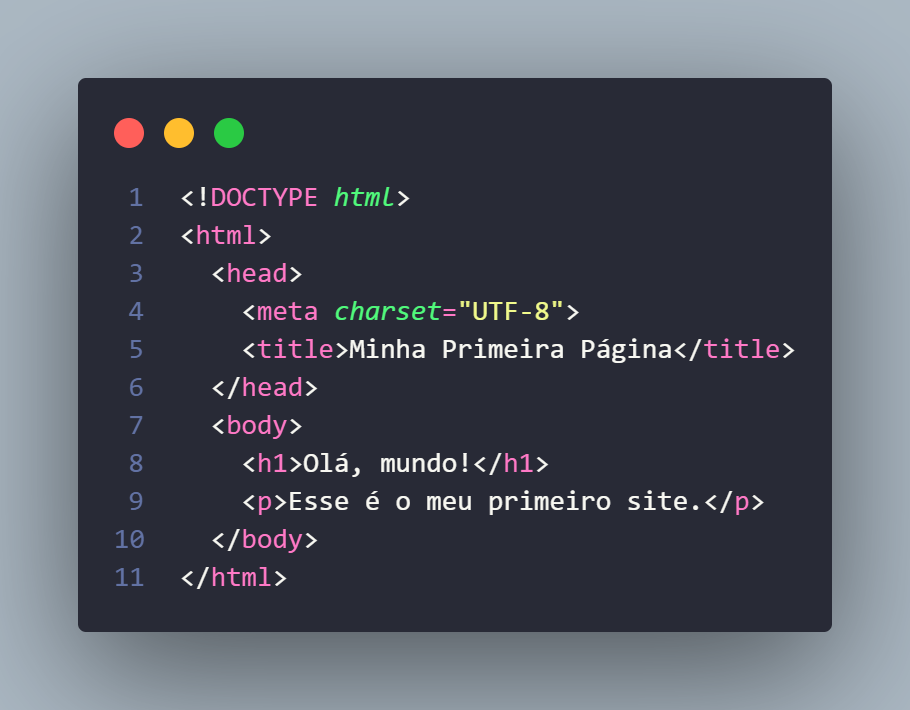 1 <!DOCTYPE html>
2 <html>
3   <head>
4     <meta charset="UTF-8">
5     <title>Minha Primeira Página</title>
6   </head>
7   <body>
8     <h1>Olá, mundo!</h1>
9     <p>Esse é o meu primeiro site.</p>
10   </body>
11 </html>